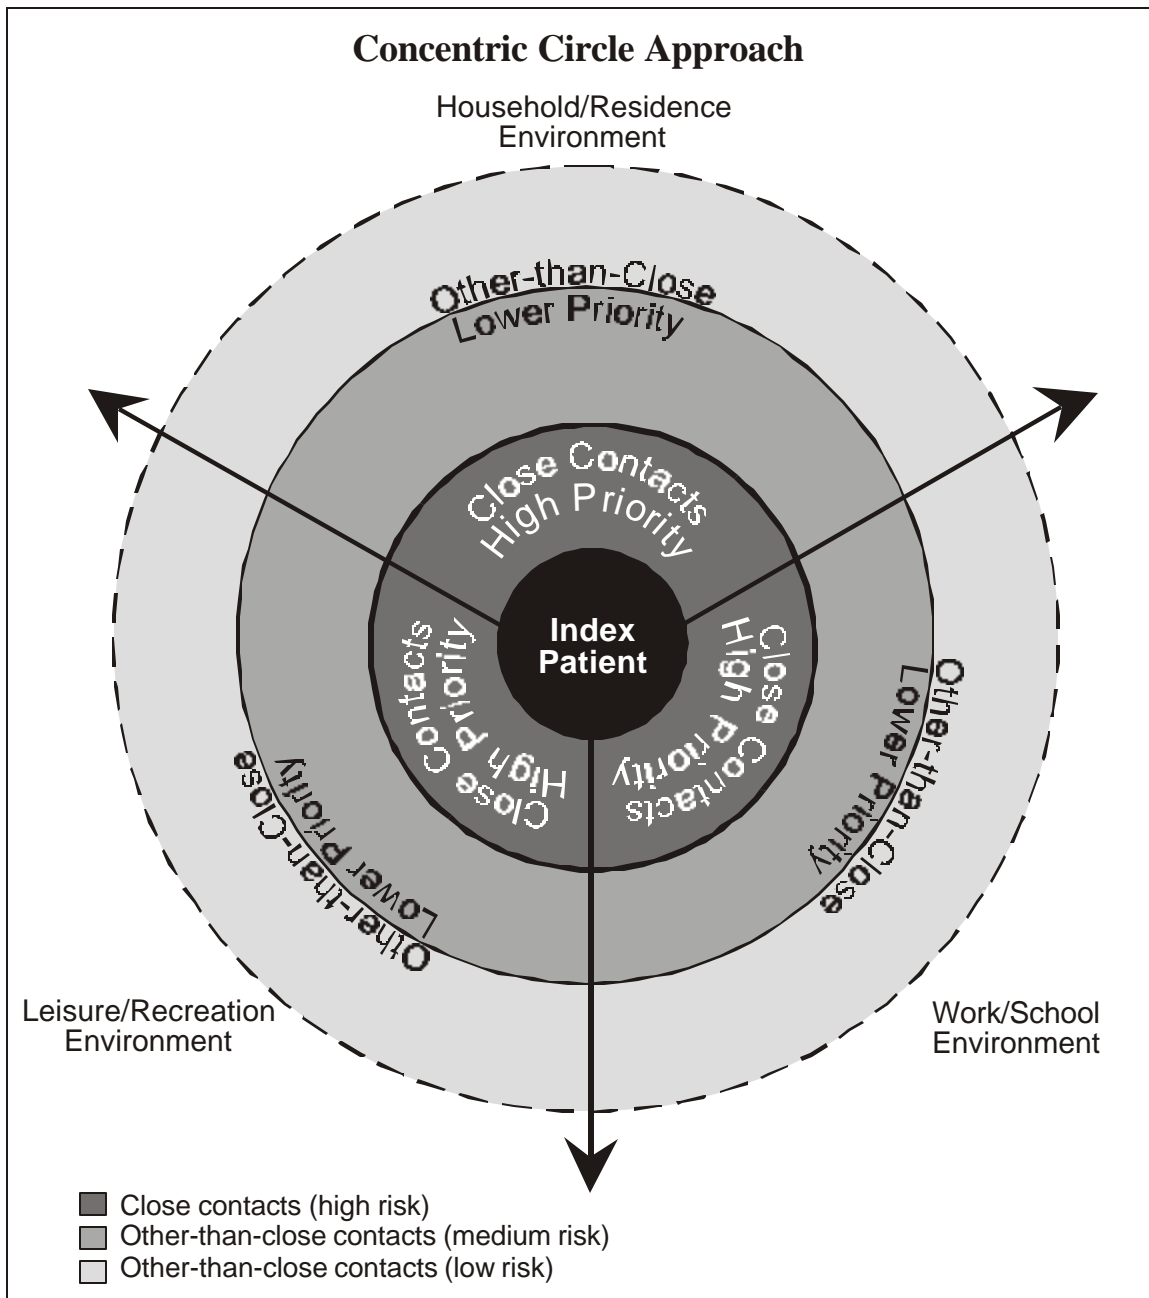 Concentric Circle Approach
Household/Residence
Environment
Other-than-Close
Lower Priority
Close Contacts
High Priority
Index
Patient
Close Contacts
High Priority
Close Contacts
High Priority
Other-than-Close
Lower Priority
Other-than-Close
Lower Priority
Leisure/Recreation
Environment
Work/School
Environment
Close contacts (high risk)
Other-than-close contacts (medium risk)
Other-than-close contacts (low risk)